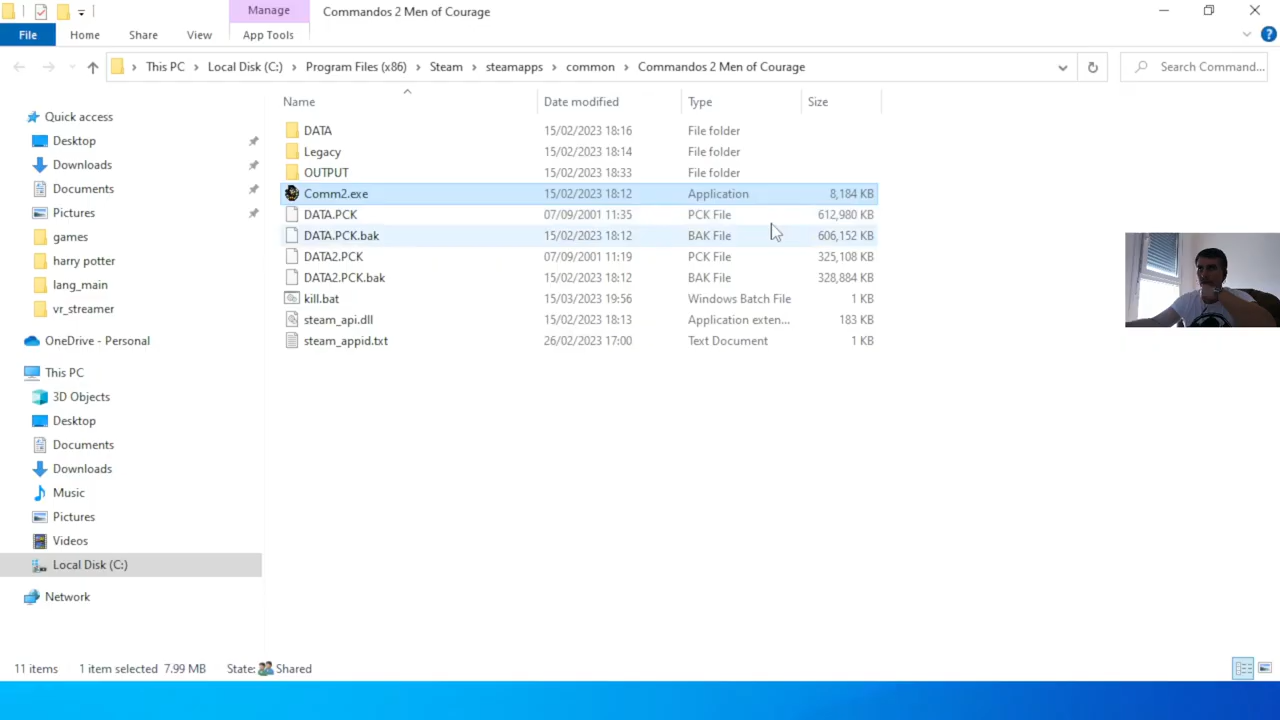 Manage
Commandos 2 Men of Courage
File
Home
Share
View
App Tools
This PC
Local Disk (C:)
Program Files (x86)
Steam
steamapps
common
Commandos 2 Men of Courage
Search Command...
Name
Date modified
Type
Size
DATA 15/02/2023 18:16 File folder
Legacy 15/02/2023 18:14 File folder
OUTPUT 15/02/2023 18:33 File folder
Comm2.exe 15/02/2023 18:12 Application 8,184 KB
DATA.PCK 07/09/2001 11:35 PCK File 612,980 KB
DATA.PCK.bak 15/02/2023 18:12 BAK File 606,152 KB
DATA2.PCK 07/09/2001 11:19 PCK File 325,108 KB
DATA2.PCK.bak 15/02/2023 18:12 BAK File 328,884 KB
kill.bat 15/03/2023 19:56 Windows Batch File 1 KB
steam_api.dll 15/02/2023 18:13 Application exten... 183 KB
steam_appid.txt 26/02/2023 17:00 Text Document 1 KB
Quick access
Desktop
Downloads
Documents
Pictures
games
harry potter
lang_main
vr_streamer
OneDrive - Personal
This PC
3D Objects
Desktop
Documents
Downloads
Music
Pictures
Videos
Local Disk (C:)
Network
11 items 1 item selected 7.99 MB State: Shared